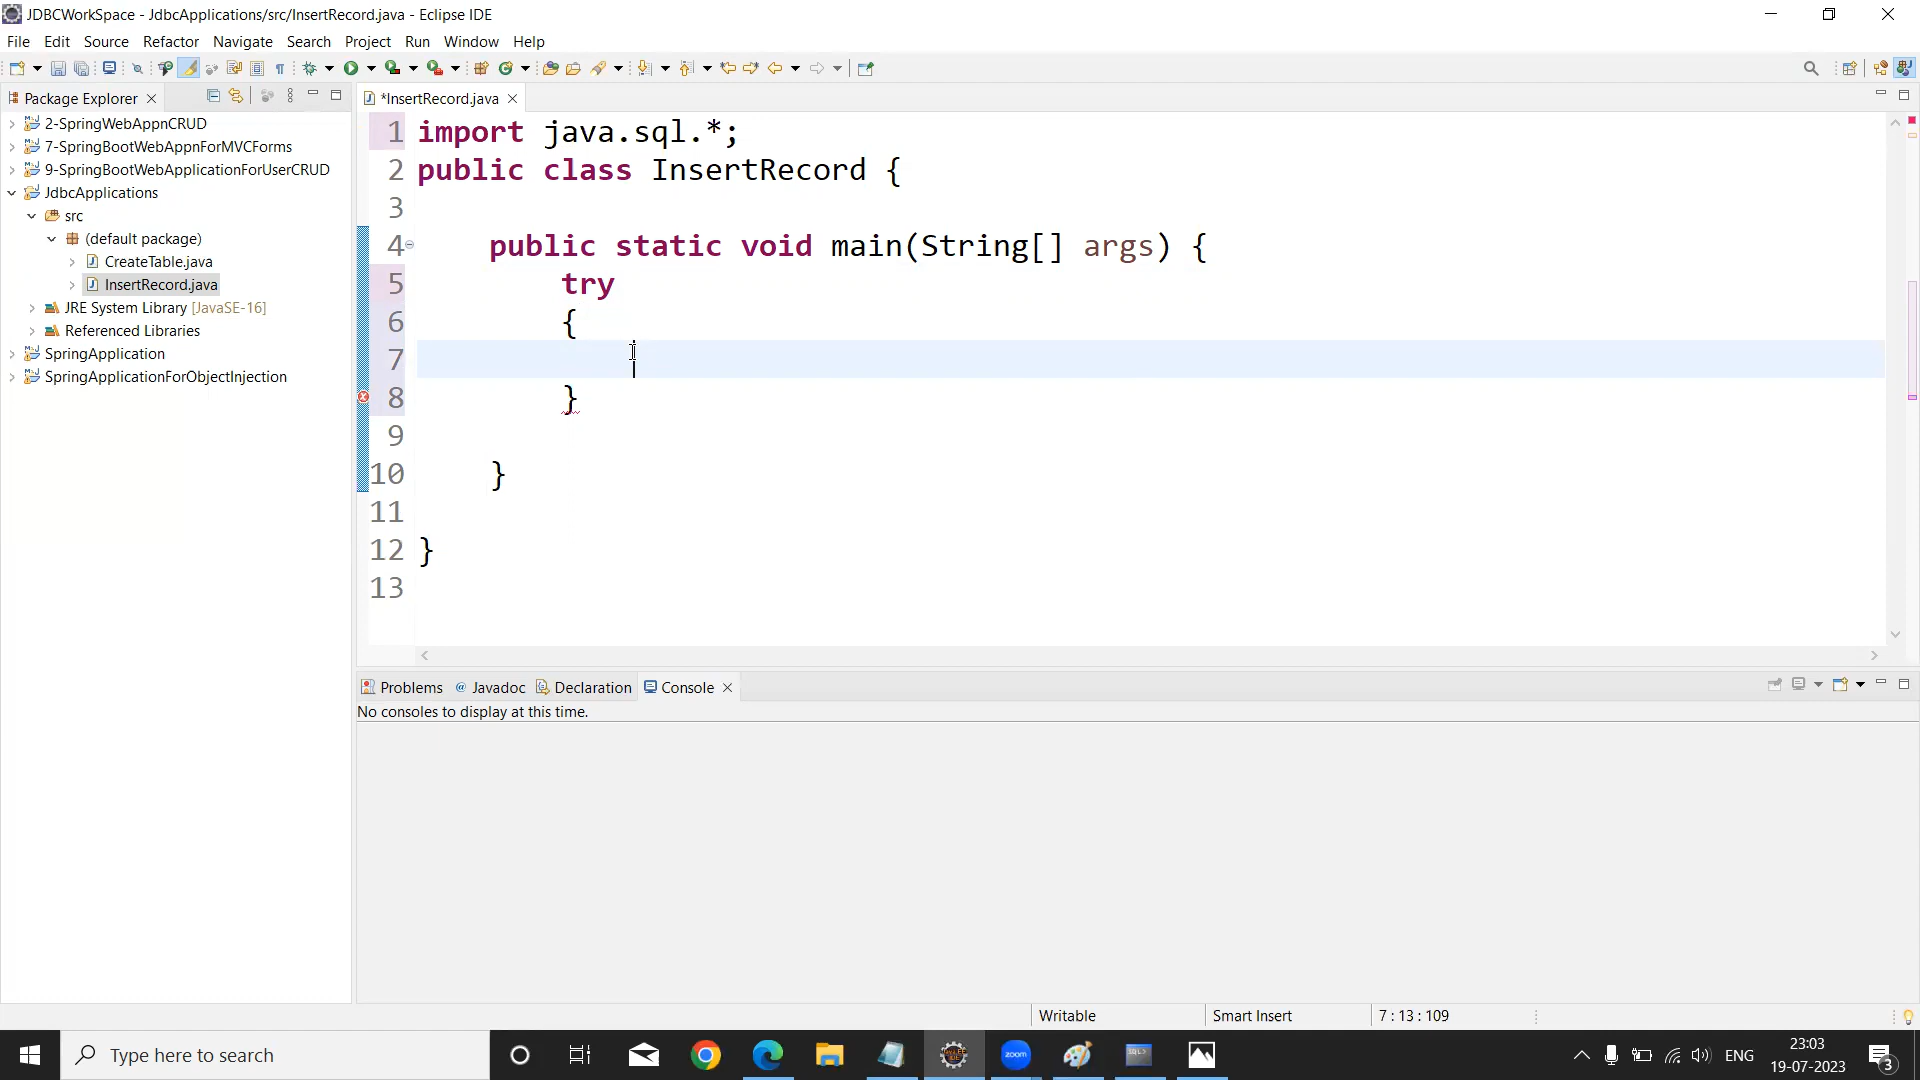 JDBCWorkSpace - JdbcApplications/src/InsertRecord.java - Eclipse IDE
File Edit Source Refactor Navigate Search Project Run Window Help
Package Explorer
*InsertRecord.java
2-SpringWebAppnCRUD
7-SpringBootWebAppnForMVCForms
9-SpringBootWebApplicationForUserCRUD
JdbcApplications
src
(default package)
CreateTable.java
InsertRecord.java
JRE System Library [JavaSE-16]
Referenced Libraries
SpringApplication
SpringApplicationForObjectInjection
1 import java.sql.*;
2 public class InsertRecord {
3
4 public static void main(String[] args) {
5 try
6 {
7
8 }
9
10 }
11
12 }
13
Problems @ Javadoc Declaration Console
No consoles to display at this time.
Writable Smart Insert 7 : 13 : 109
Type here to search
zoom
SQL>
ENG
23:03
19-07-2023
3